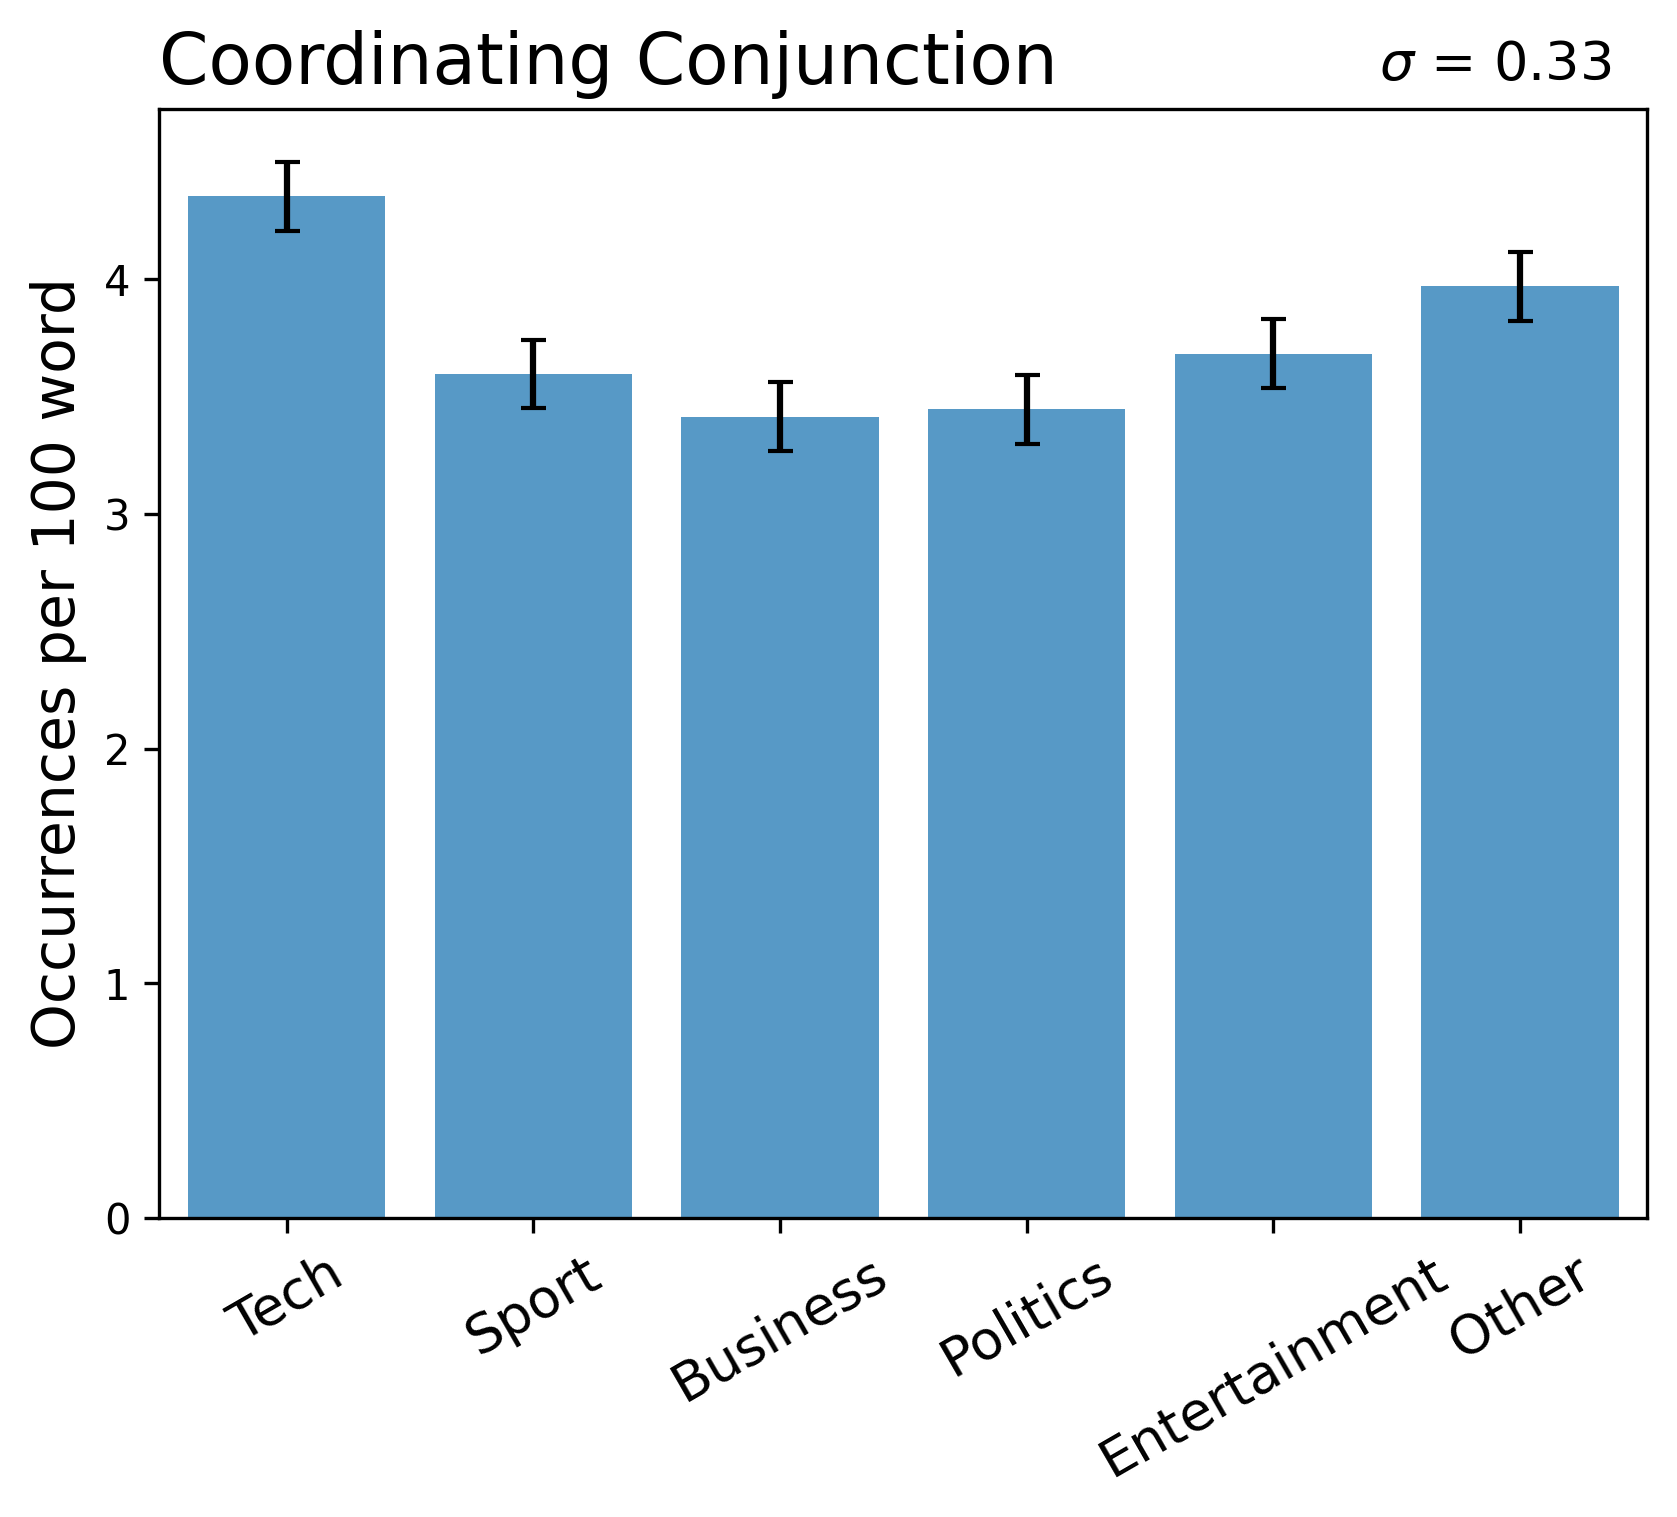 Coordinating Conjunction
σ = 0.33
Occurrences per 100 word
4
3
2
1
0
Tech
Sport
Business
Politics
Entertainment
Other